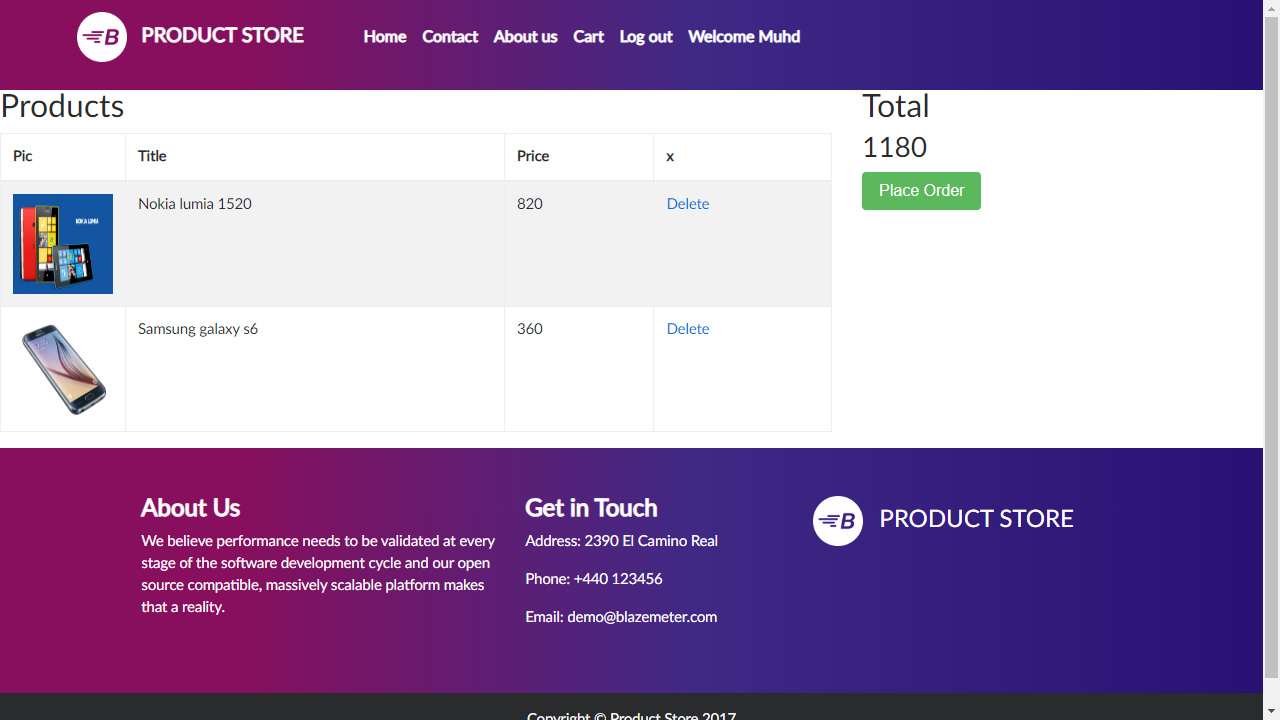 B PRODUCT STORE Home Contact About us Cart Log out Welcome Muhd
Products
Total
1180
Place Order
Pic Title Price x
NOKIA LUMIA
Nokia lumia 1520 820 Delete
Samsung galaxy s6 360 Delete
About Us
We believe performance needs to be validated at every
stage of the software development cycle and our open
source compatible, massively scalable platform makes
that a reality.
Get in Touch
Address: 2390 El Camino Real
Phone: +440 123456
Email: demo@blazemeter.com
B PRODUCT STORE
Copyright © Product Store 2017